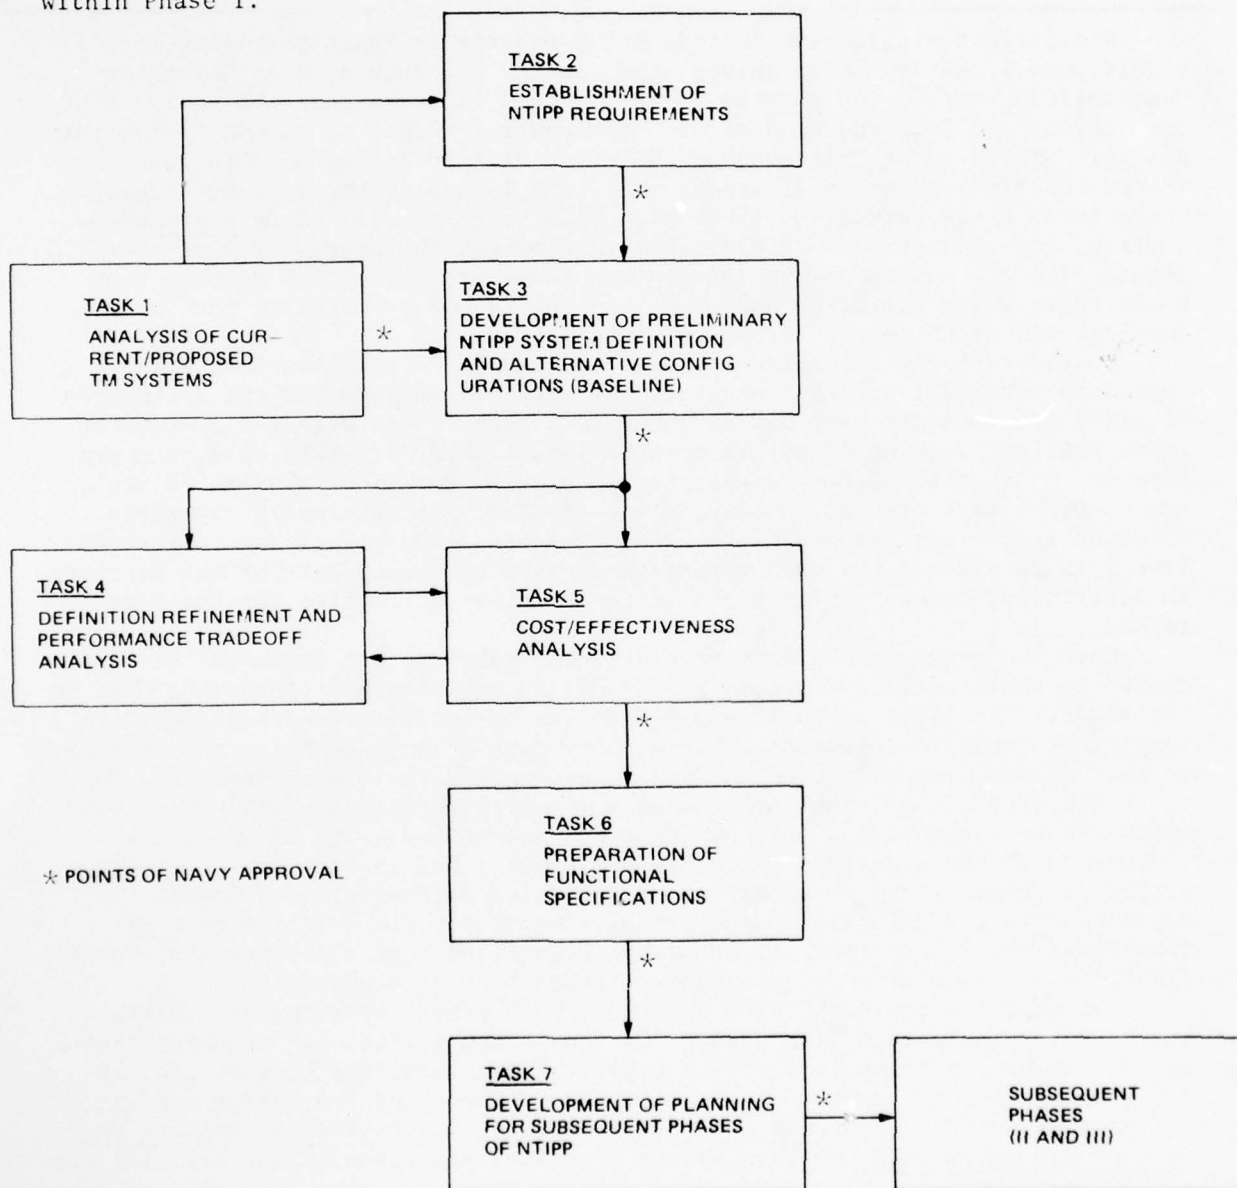 within Phase I.
TASK 2
ESTABLISHMENT OF
NTIPP REQUIREMENTS
*
TASK 1
ANALYSIS OF CUR-
RENT/PROPOSED
TM SYSTEMS
*
TASK 3
DEVELOPMENT OF PRELIMINARY
NTIPP SYSTEM DEFINITION
AND ALTERNATIVE CONFIG
URATIONS (BASELINE)
*
TASK 4
DEFINITION REFINEMENT AND
PERFORMANCE TRADEOFF
ANALYSIS
TASK 5
COST/EFFECTIVENESS
ANALYSIS
*
TASK 6
PREPARATION OF
FUNCTIONAL
SPECIFICATIONS
* POINTS OF NAVY APPROVAL
*
TASK 7
DEVELOPMENT OF PLANNING
FOR SUBSEQUENT PHASES
OF NTIPP
*
SUBSEQUENT
PHASES
(II AND III)